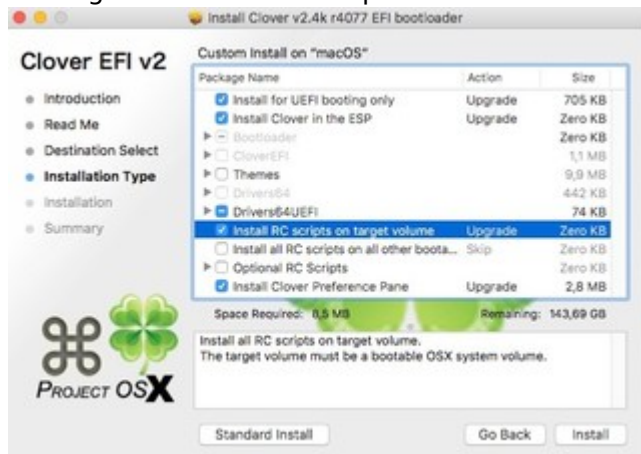 Install Clover v2.4k r4077 EFI bootloader
Clover EFI v2
Custom Install on "macOS"
Package Name Action Size
Introduction
Read Me
Destination Select
Installation Type
Installation
Summary
Install for UEFI booting only Upgrade 705 KB
Install Clover in the ESP Upgrade Zero KB
Bootloader Zero KB
CloverEFI 1,1 MB
Themes 9,9 MB
Drivers64 442 KB
Drivers64UEFI 74 KB
Install RC scripts on target volume Upgrade Zero KB
Install all RC scripts on all other boota... Skip Zero KB
Optional RC Scripts Zero KB
Install Clover Preference Pane Upgrade 2,8 MB
Space Required: 8,5 MB Remaining: 143,69 GB
Install all RC scripts on target volume.
The target volume must be a bootable OSX system volume.
PROJECT OSX
Standard Install Go Back Install